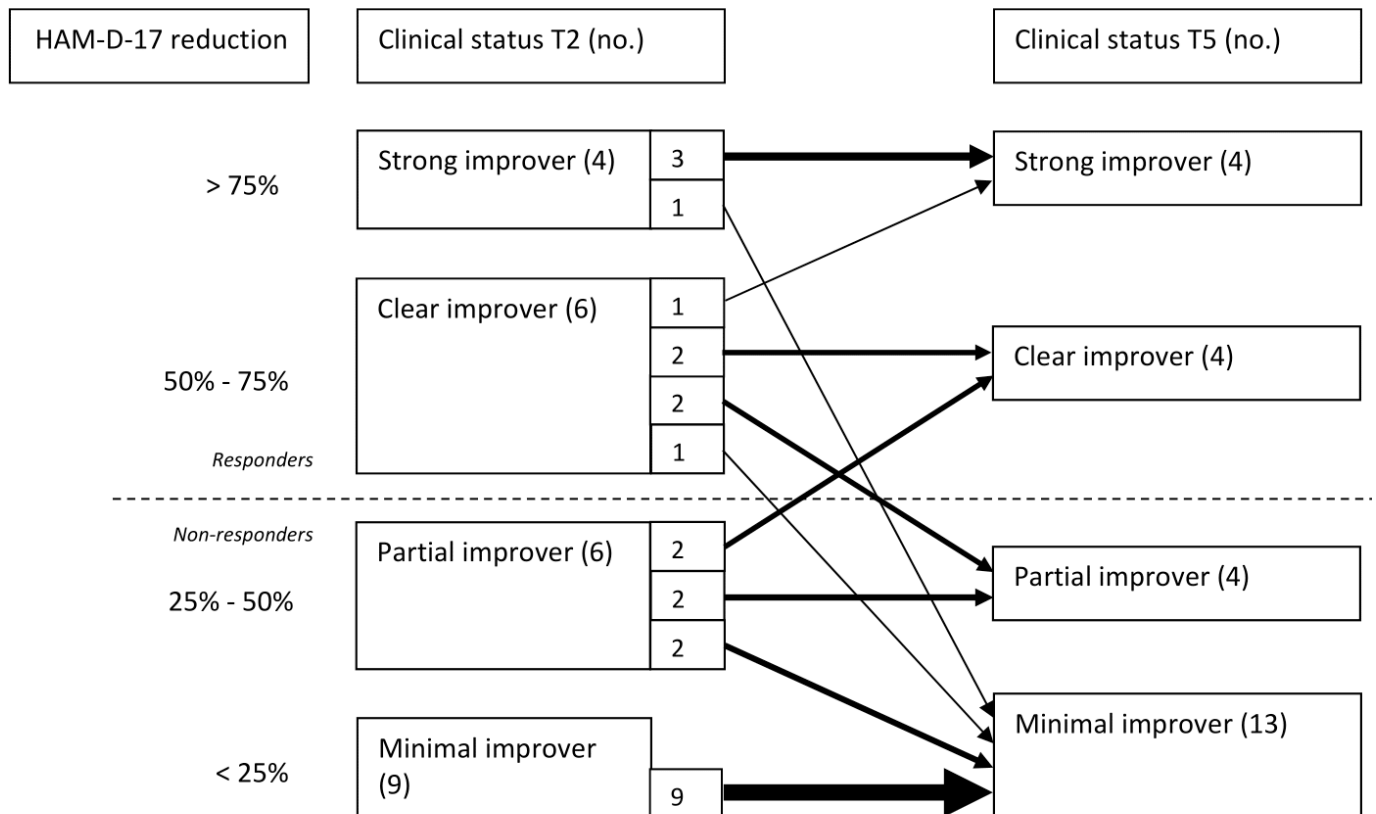 HAM-D-17 reduction
Clinical status T2 (no.)
Clinical status T5 (no.)
> 75%
Strong improver (4)
3
1
Strong improver (4)
50% - 75%
Clear improver (6)
1
2
2
1
Clear improver (4)
Responders
Non-responders
25% - 50%
Partial improver (6)
2
2
2
Partial improver (4)
< 25%
Minimal improver
(9)
9
Minimal improver (13)